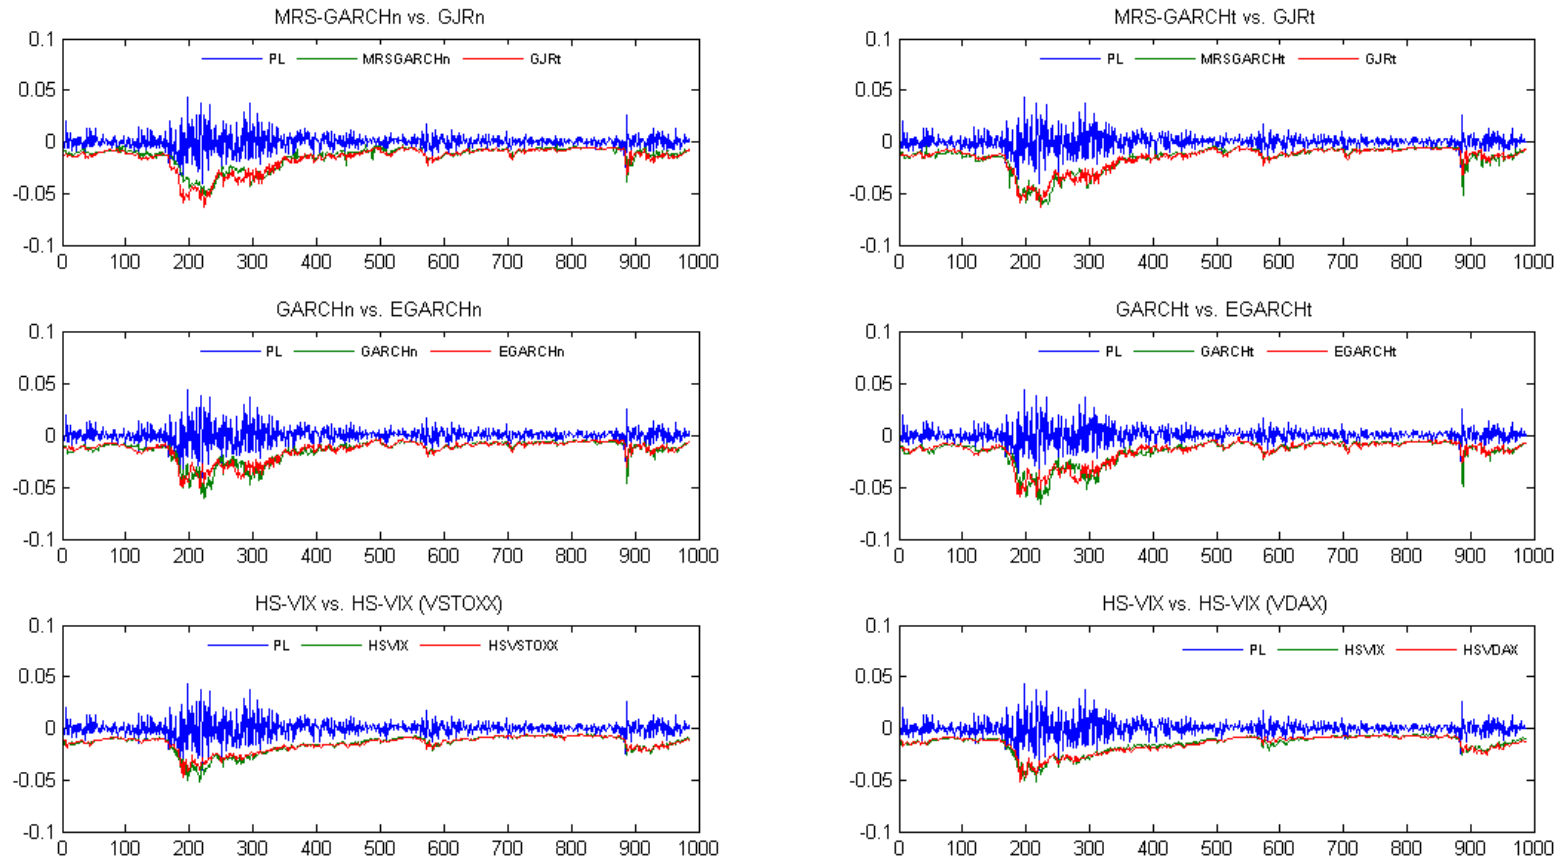 MRS-GARCHn vs. GJRn
0.1
0.05
0
-0.05
-0.1
PL MRSGARCHn GJRt
0 100 200 300 400 500 600 700 800 900 1000
MRS-GARCHt vs. GJRt
0.1
0.05
0
-0.05
-0.1
PL MRSGARCHt GJRt
0 100 200 300 400 500 600 700 800 900 1000
GARCHn vs. EGARCHn
0.1
0.05
0
-0.05
-0.1
PL GARCHn EGARCHn
0 100 200 300 400 500 600 700 800 900 1000
GARCHt vs. EGARCHt
0.1
0.05
0
-0.05
-0.1
PL GARCHt EGARCHt
0 100 200 300 400 500 600 700 800 900 1000
HS-VIX vs. HS-VIX (VSTOXX)
0.1
0.05
0
-0.05
-0.1
PL HSVIX HSVSTOXX
0 100 200 300 400 500 600 700 800 900 1000
HS-VIX vs. HS-VIX (VDAX)
0.1
0.05
0
-0.05
-0.1
PL HSVIX HSVDAX
0 100 200 300 400 500 600 700 800 900 1000